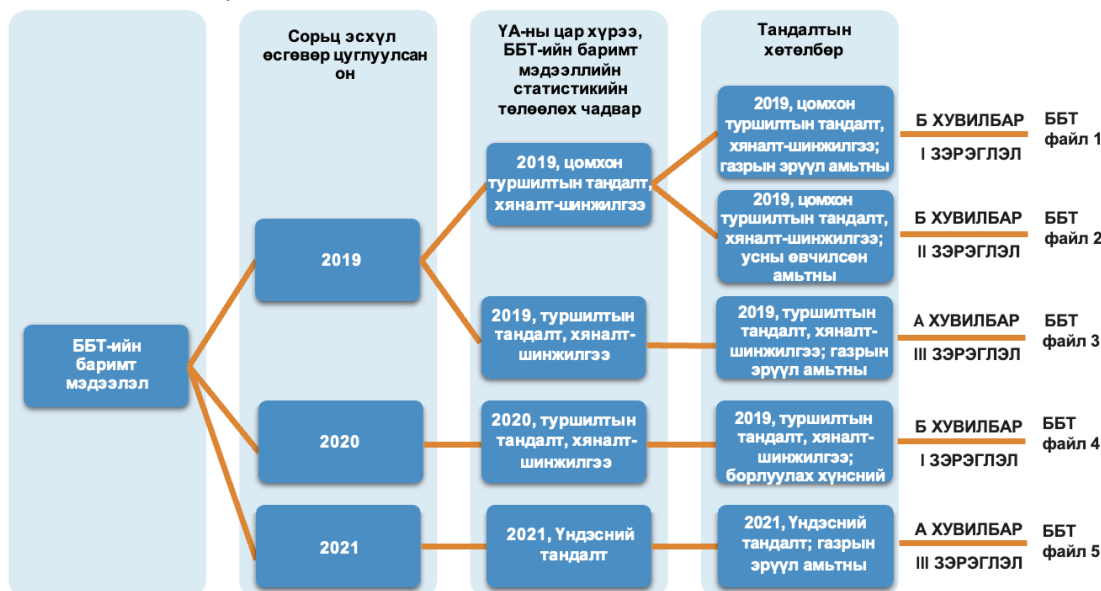 Сорьц эсхүл
өсгөвөр цуглуулсан
он
ҮА-ны цар хүрээ,
ББТ-ийн баримт
мэдээллийн
статистикийн
төлөөлөх чадвар
Тандалтын
хөтөлбөр
ББТ-ийн
баримт
мэдээлэл
2019
2020
2021
2019, цомхон
туршилтын тандалт,
хяналт-шинжилгээ
2019, туршилтын
тандалт, хяналт-
шинжилгээ
2020, туршилтын
тандалт, хяналт-
шинжилгээ
2021, Үндэсний
тандалт
2019, цомхон
туршилтын тандалт,
хяналт-шинжилгээ;
газрын эрүүл амьтны
2019, цомхон
туршилтын тандалт,
хяналт-шинжилгээ;
усны өвчилсөн
амьтны
2019, туршилтын
тандалт, хяналт-
шинжилгээ; газрын
эрүүл амьтны
2019, туршилтын
тандалт, хяналт-
шинжилгээ;
борлуулах хүнсний
2021, Үндэсний
тандалт; газрын
эрүүл амьтны
Б ХУВИЛБАР
I ЗЭРЭГЛЭЛ
ББТ
файл 1
Б ХУВИЛБАР
II ЗЭРЭГЛЭЛ
ББТ
файл 2
А ХУВИЛБАР
III ЗЭРЭГЛЭЛ
ББТ
файл 3
Б ХУВИЛБАР
I ЗЭРЭГЛЭЛ
ББТ
файл 4
А ХУВИЛБАР
III ЗЭРЭГЛЭЛ
ББТ
файл 5